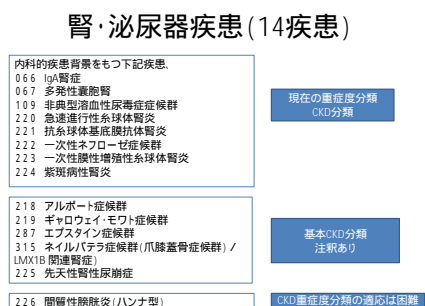 腎・泌尿器疾患(14疾患)
内科的疾患背景をもつ下記疾患、
066 IgA腎症
067 多発性嚢胞腎
109 非典型溶血性尿毒症症候群
220 急速進行性糸球体腎炎
221 抗糸球体基底膜抗体腎炎
222 一次性ネフローゼ症候群
223 一次性膜性増殖性糸球体腎炎
224 紫斑病性腎炎
現在の重症度分類
CKD分類
218 アルポート症候群
219 ギャロウェイ・モワト症候群
287 エプスタイン症候群
315 ネイルパテラ症候群(爪膝蓋骨症候群) /
LMX1B 関連腎症)
225 先天性腎性尿崩症
基本CKD分類
注釈あり
226 間質性膀胱炎(ハンナ型)
CKD重症度分類の適応は困難